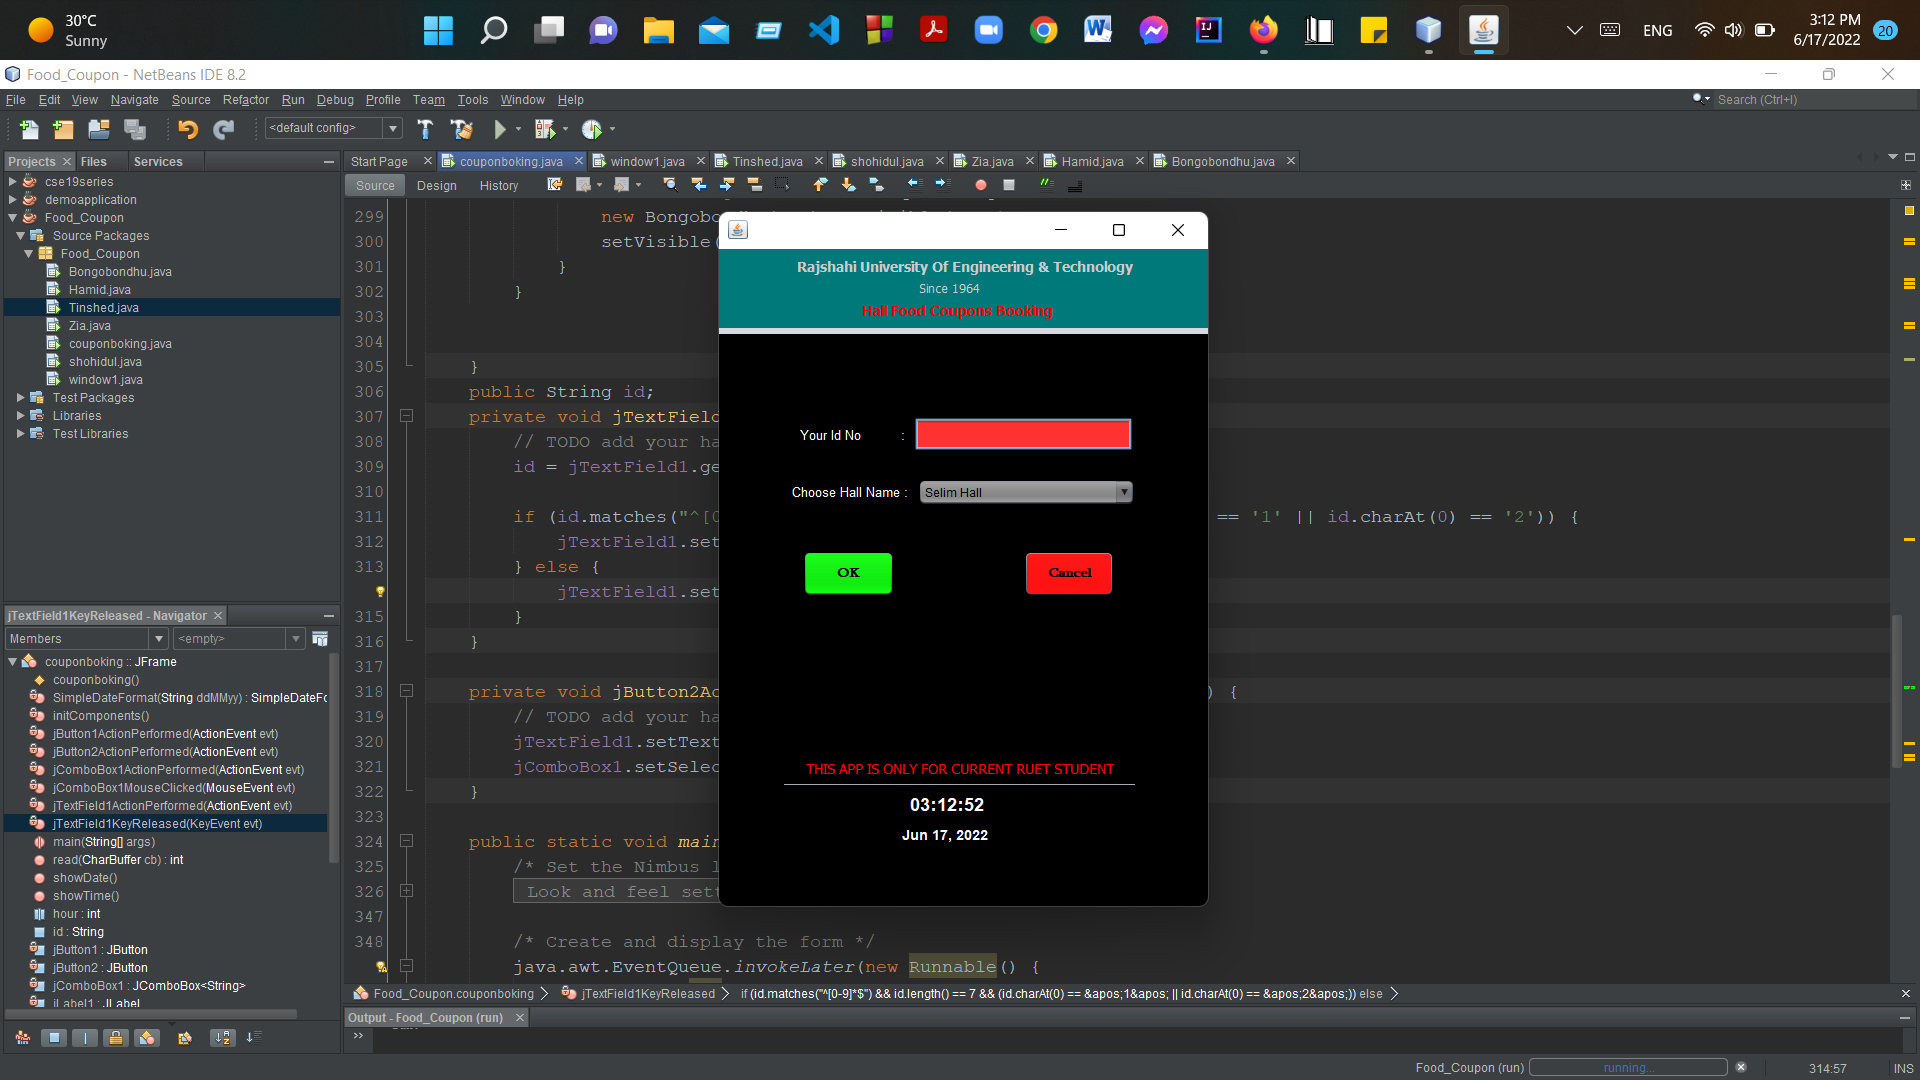 30°C
Sunny
ENG
3:12 PM
6/17/2022
20
Food_Coupon - NetBeans IDE 8.2
File Edit View Navigate Source Refactor Run Debug Profile Team Tools Window Help
Search (Ctrl+I)
<default config>
Projects Files Services
Start Page couponboking.java window1.java Tinshed.java shohidul.java Zia.java Hamid.java Bongobondhu.java
Source Design History
cse19series
demoapplication
Food_Coupon
Source Packages
Food_Coupon
Bongobondhu.java
Hamid.java
Tinshed.java
Zia.java
couponboking.java
shohidul.java
window1.java
Test Packages
Libraries
Test Libraries
jTextField1KeyReleased - Navigator
Members <empty>
couponboking :: JFrame
couponboking()
SimpleDateFormat(String ddMMyy) : SimpleDateFo
initComponents()
jButton1ActionPerformed(ActionEvent evt)
jButton2ActionPerformed(ActionEvent evt)
jComboBox1ActionPerformed(ActionEvent evt)
jComboBox1MouseClicked(MouseEvent evt)
jTextField1ActionPerformed(ActionEvent evt)
jTextField1KeyReleased(KeyEvent evt)
main(String[] args)
read(CharBuffer cb) : int
showDate()
showTime()
hour : int
id : String
jButton1 : JButton
jButton2 : JButton
jComboBox1 : JComboBox<String>
jLabel1 : JLabel
299 new Bongobo
300 setVisible(
301 }
302 }
303
304
305 }
306 public String id;
307 private void jTextField
308 // TODO add your ha
309 id = jTextField1.ge
310
311 if (id.matches("^[0 == '1' || id.charAt(0) == '2')) {
312 jTextField1.set
313 } else {
jTextField1.set
315 }
316 }
317
318 private void jButton2Ac ) {
319 // TODO add your ha
320 jTextField1.setText
321 jComboBox1.setSelec
322 }
323
324 public static void main
325 /* Set the Nimbus l
326 Look and feel sett
347
348 /* Create and display the form */
java.awt.EventQueue.invokeLater(new Runnable() {
Rajshahi University Of Engineering & Technology
Since 1964
Hall Food Coupons Booking
Your Id No :
Choose Hall Name : Selim Hall
OK Cancel
THIS APP IS ONLY FOR CURRENT RUET STUDENT
03:12:52
Jun 17, 2022
Food_Coupon.couponboking jTextField1KeyReleased if (id.matches("^[0-9]*$") && id.length() == 7 && (id.charAt(0) == &apos;1&apos; || id.charAt(0) == &apos;2&apos;)) else
Output - Food_Coupon (run)
Food_Coupon (run) running... 314:57 INS